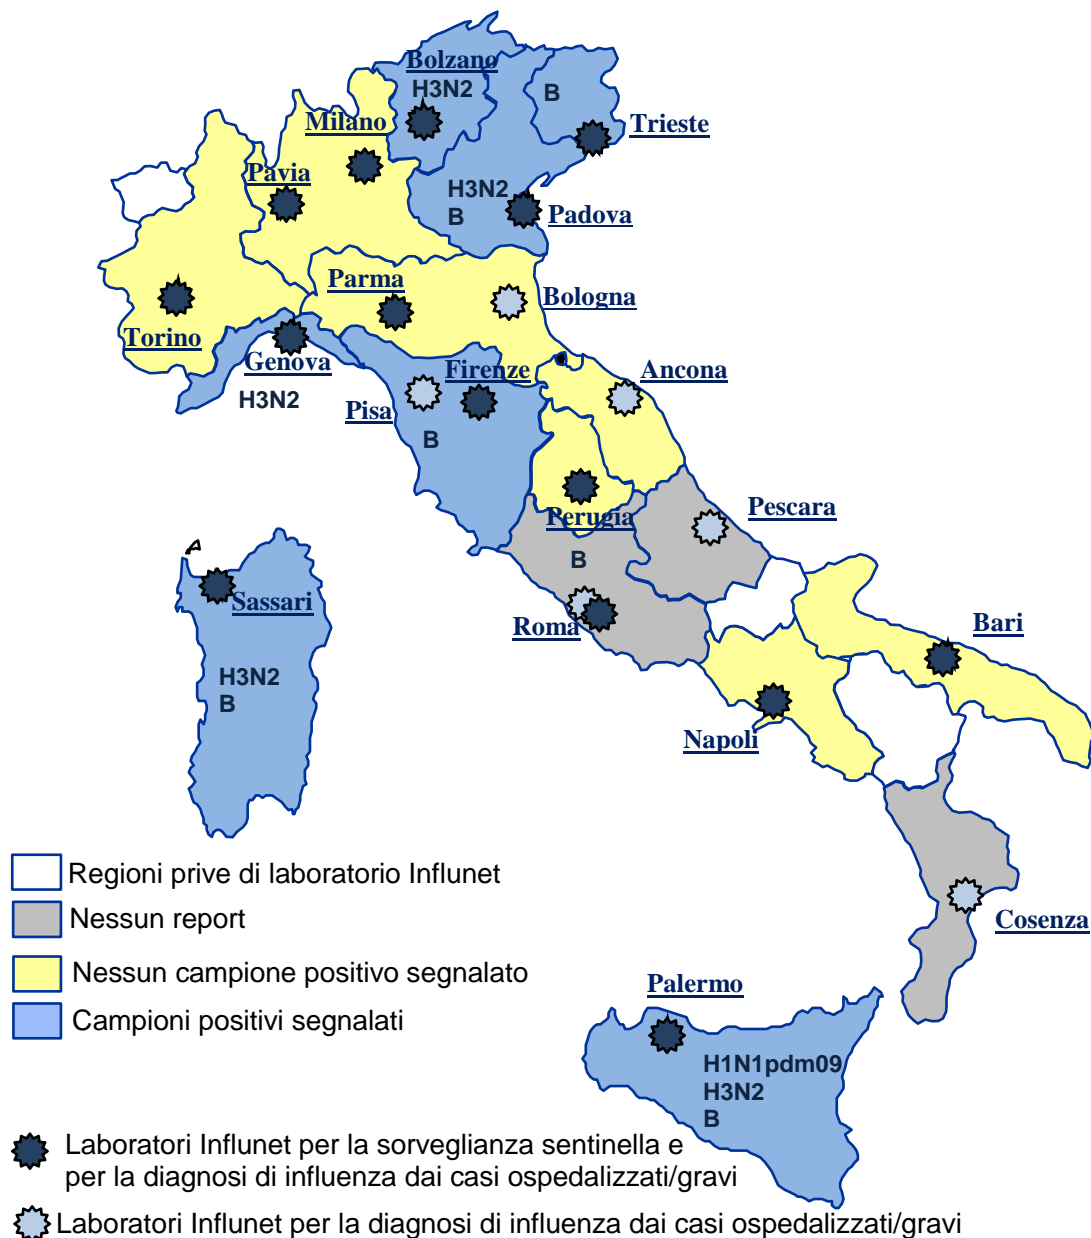 Bolzano
H3N2
B
Trieste
Milano
Pavia
H3N2
B
Padova
Parma
Bologna
Torino
Genova
H3N2
Firenze
Pisa
B
Ancona
Perugia
Pescara
B
Roma
Sassari
H3N2
B
Bari
Napoli
Cosenza
Regioni prive di laboratorio Influnet
Nessun report
Nessun campione positivo segnalato
Campioni positivi segnalati
Palermo
H1N1pdm09
H3N2
B
Laboratori Influnet per la sorveglianza sentinella e
per la diagnosi di influenza dai casi ospedalizzati/gravi
Laboratori Influnet per la diagnosi di influenza dai casi ospedalizzati/gravi